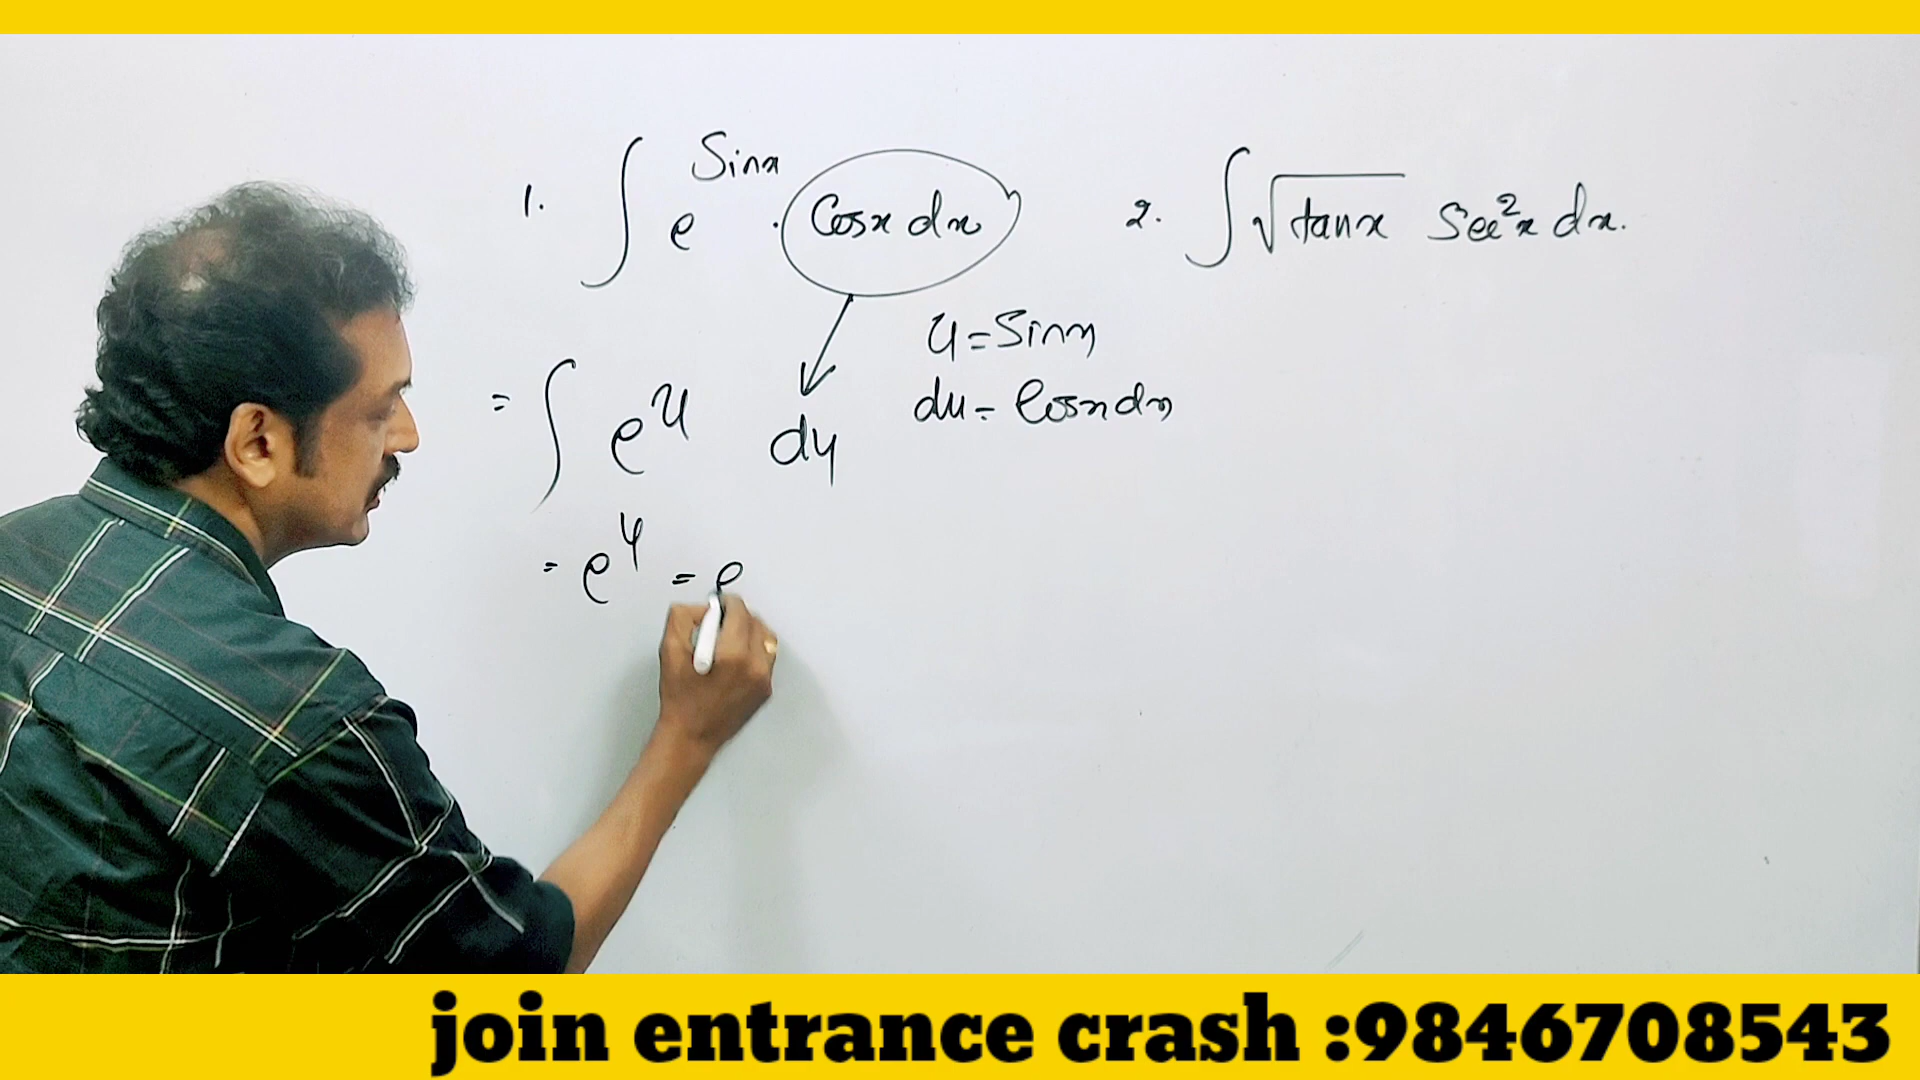 1. ∫ e^Sinx . Cosx dx
2. ∫ √tanx Sec²x dx.
u = Sinx
du = Cosx dx
= ∫ e^u du
= e^u = e
join entrance crash :9846708543